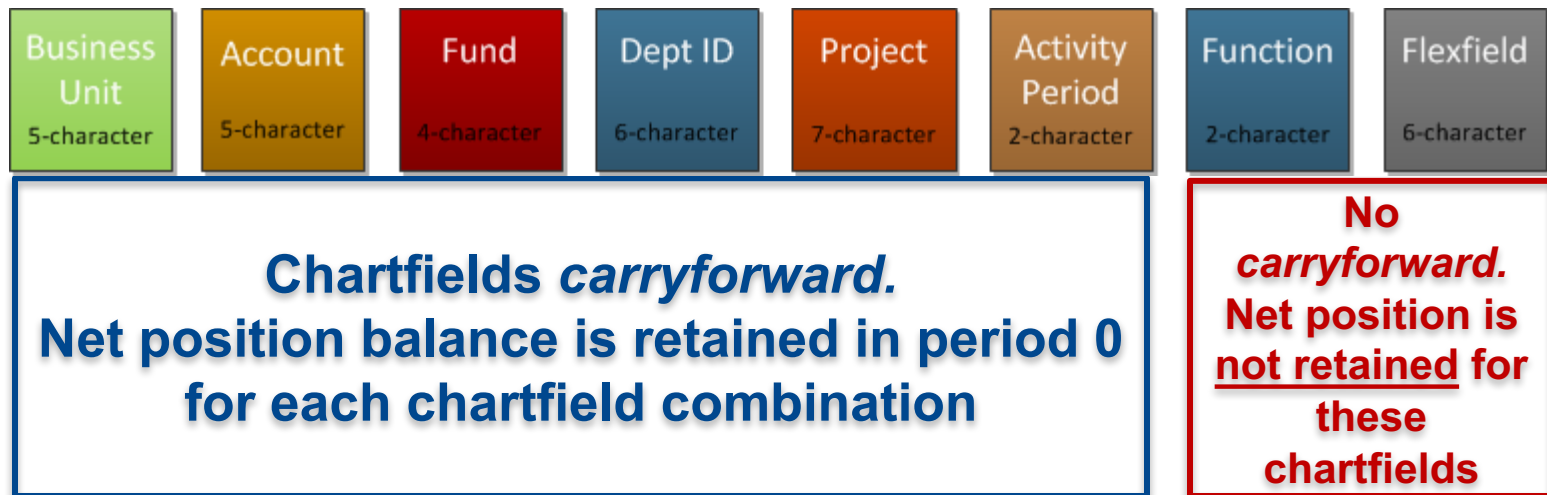 Business
Unit
5-character
Account
5-character
Fund
4-character
Dept ID
6-character
Project
7-character
Activity
Period
2-character
Function
2-character
Flexfield
6-character
Chartfields carryforward.
Net position balance is retained in period 0
for each chartfield combination
No
carryforward.
Net position is
not retained for
these
chartfields